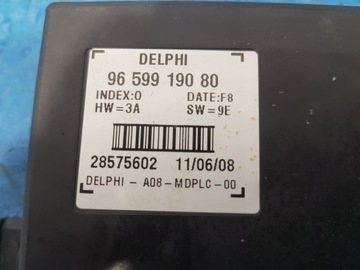 DELPHI
96 599 190 80
INDEX:0 DATE:F8
HW=3A SW=9E
28575602 11/06/08
DELPHI - A08-MDPLC-00